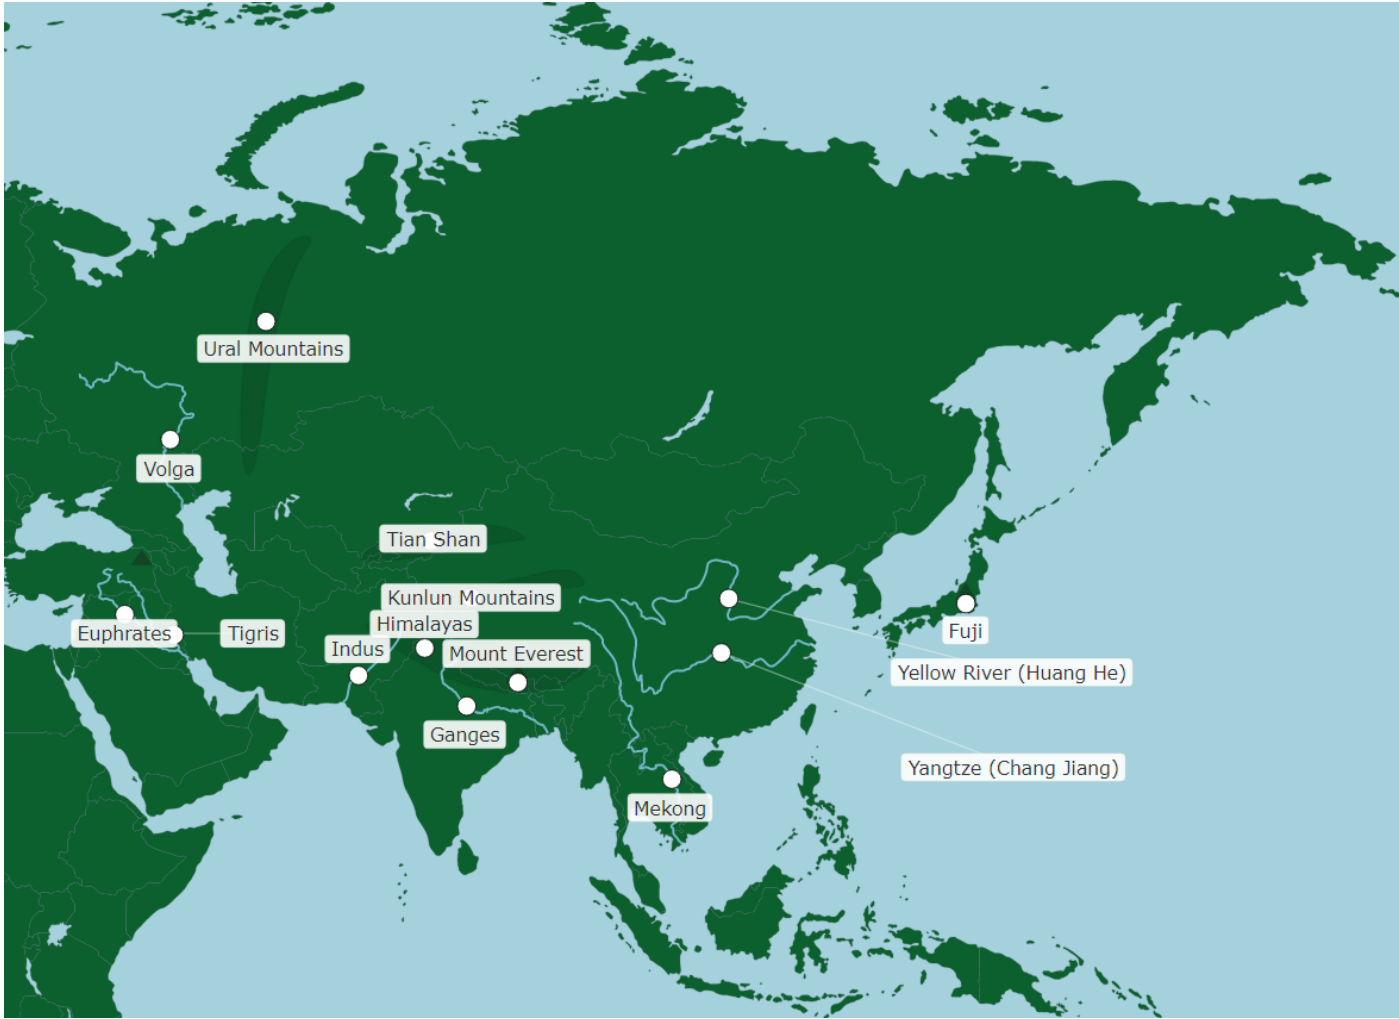 Ural Mountains
Volga
Tian Shan
Kunlun Mountains
Himalayas
Euphrates
Tigris
Indus
Mount Everest
Fuji
Yellow River (Huang He)
Ganges
Yangtze (Chang Jiang)
Mekong